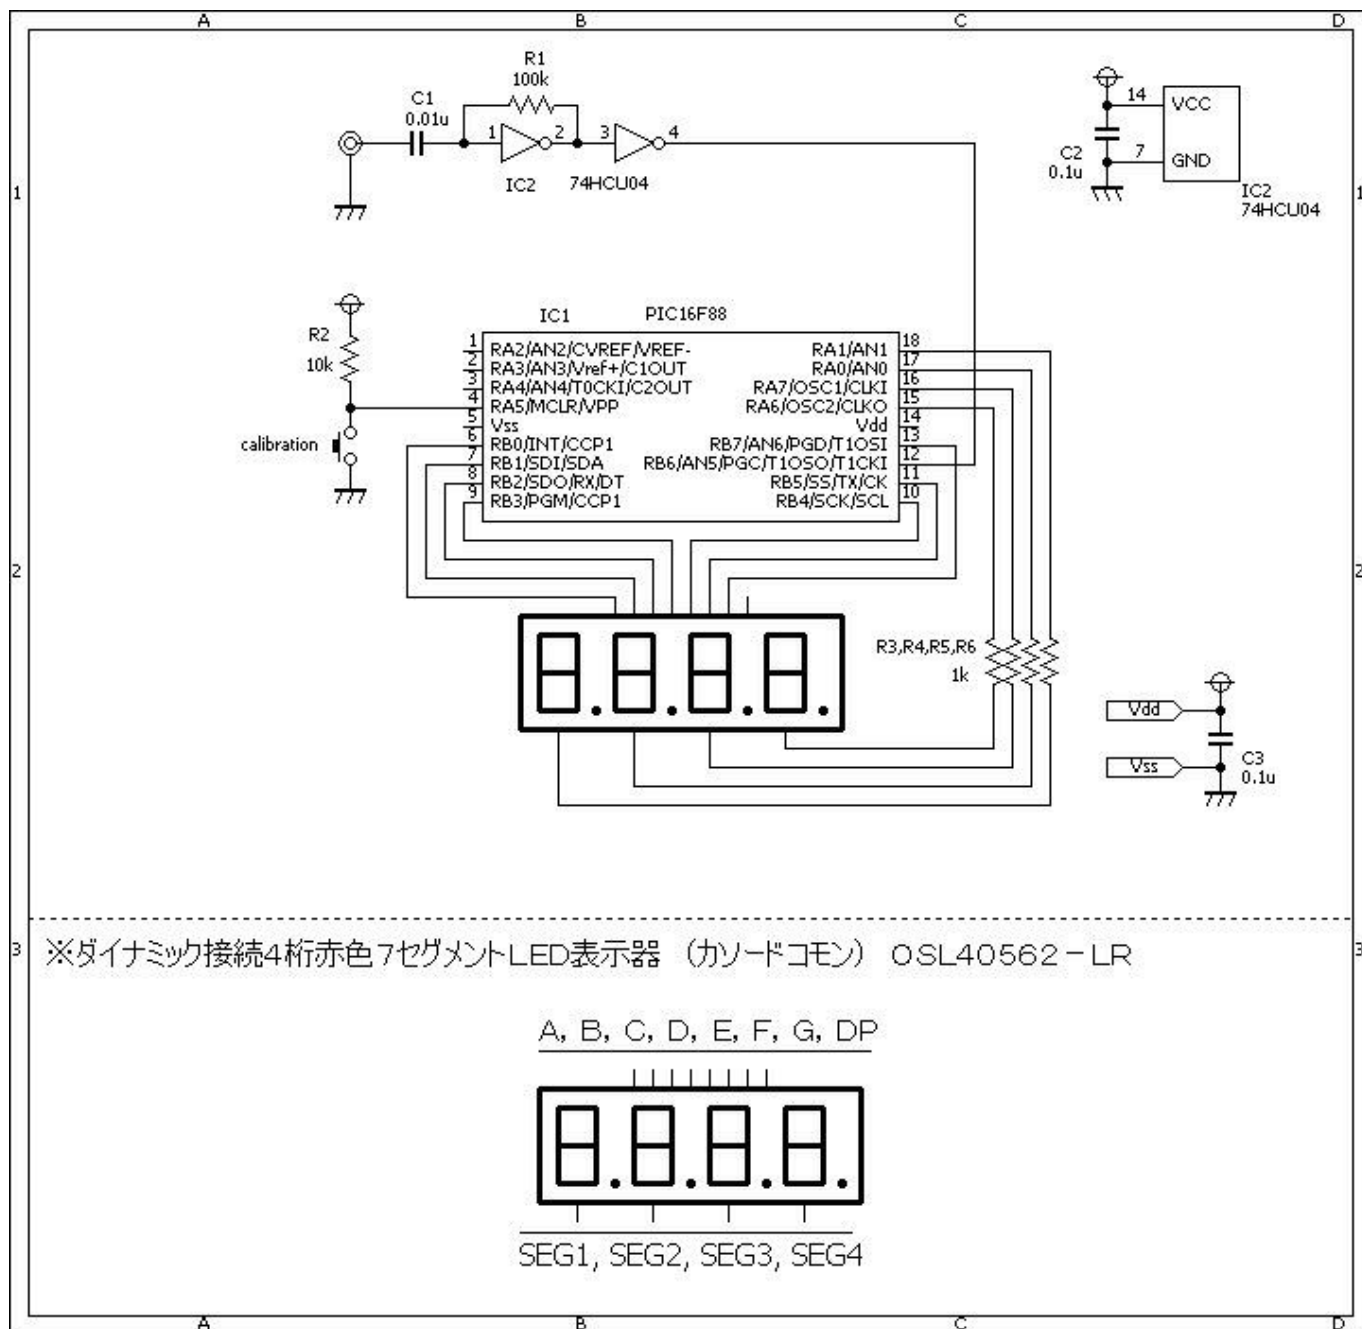 A B C D
R1
100k
C1
0.01u
1 2 3 4
IC2 74HCU04
14 VCC
7 GND
C2
0.1u
IC2
74HCU04
1 1
R2
10k
calibration
IC1 PIC16F88
1 RA2/AN2/CVREF/VREF- RA1/AN1 18
2 RA3/AN3/Vref+/C1OUT RA0/AN0 17
3 RA4/AN4/T0CKI/C2OUT RA7/OSC1/CLKI 16
4 RA5/MCLR/VPP RA6/OSC2/CLKO 15
5 Vss Vdd 14
6 RB0/INT/CCP1 RB7/AN6/PGD/T1OSI 13
7 RB1/SDI/SDA RB6/AN5/PGC/T1OSO/T1CKI 12
8 RB2/SDO/RX/DT RB5/SS/TX/CK 11
9 RB3/PGM/CCP1 RB4/SCK/SCL 10
2 2
R3,R4,R5,R6
1k
Vdd
Vss
C3
0.1u
3 3
※ダイナミック接続4桁赤色7セグメントLED表示器 (カソードコモン) OSL40562-LR
A, B, C, D, E, F, G, DP
SEG1, SEG2, SEG3, SEG4
A B C D